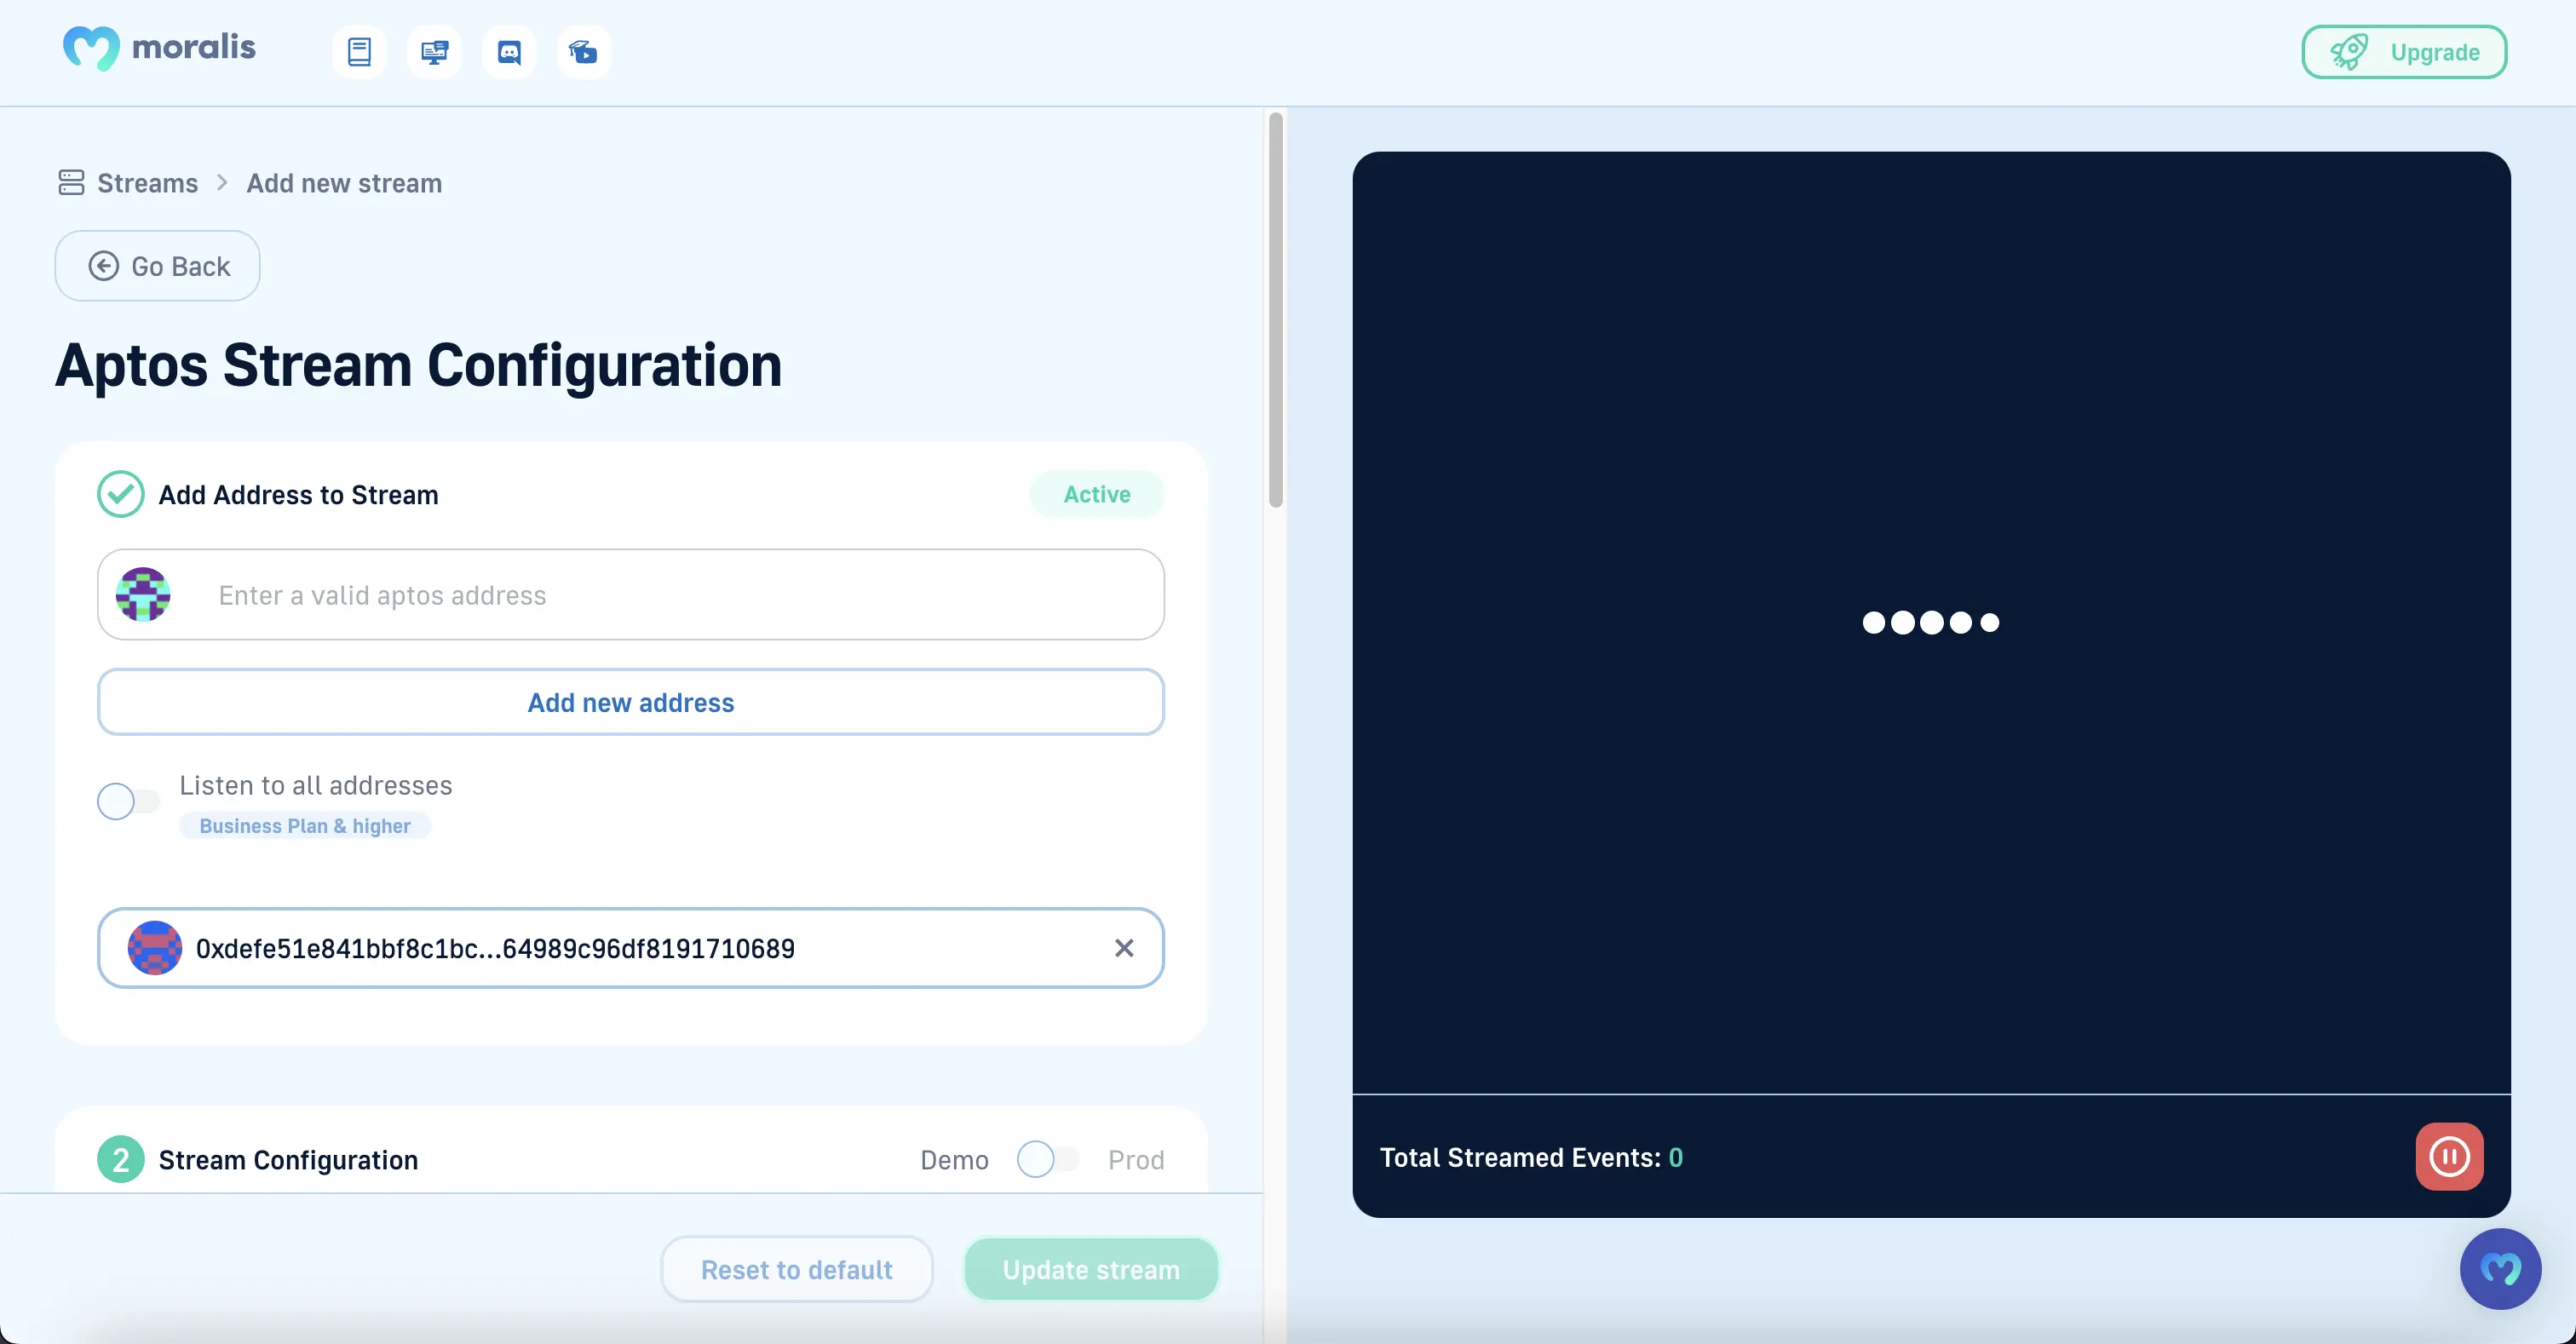 moralis
Upgrade
Streams > Add new stream
Go Back
Aptos Stream Configuration
Add Address to Stream
Active
Enter a valid aptos address
Add new address
Listen to all addresses
Business Plan & higher
0xdefe51e841bbf8c1bc...64989c96df8191710689
2 Stream Configuration
Demo
Prod
Reset to default
Update stream
Total Streamed Events: 0